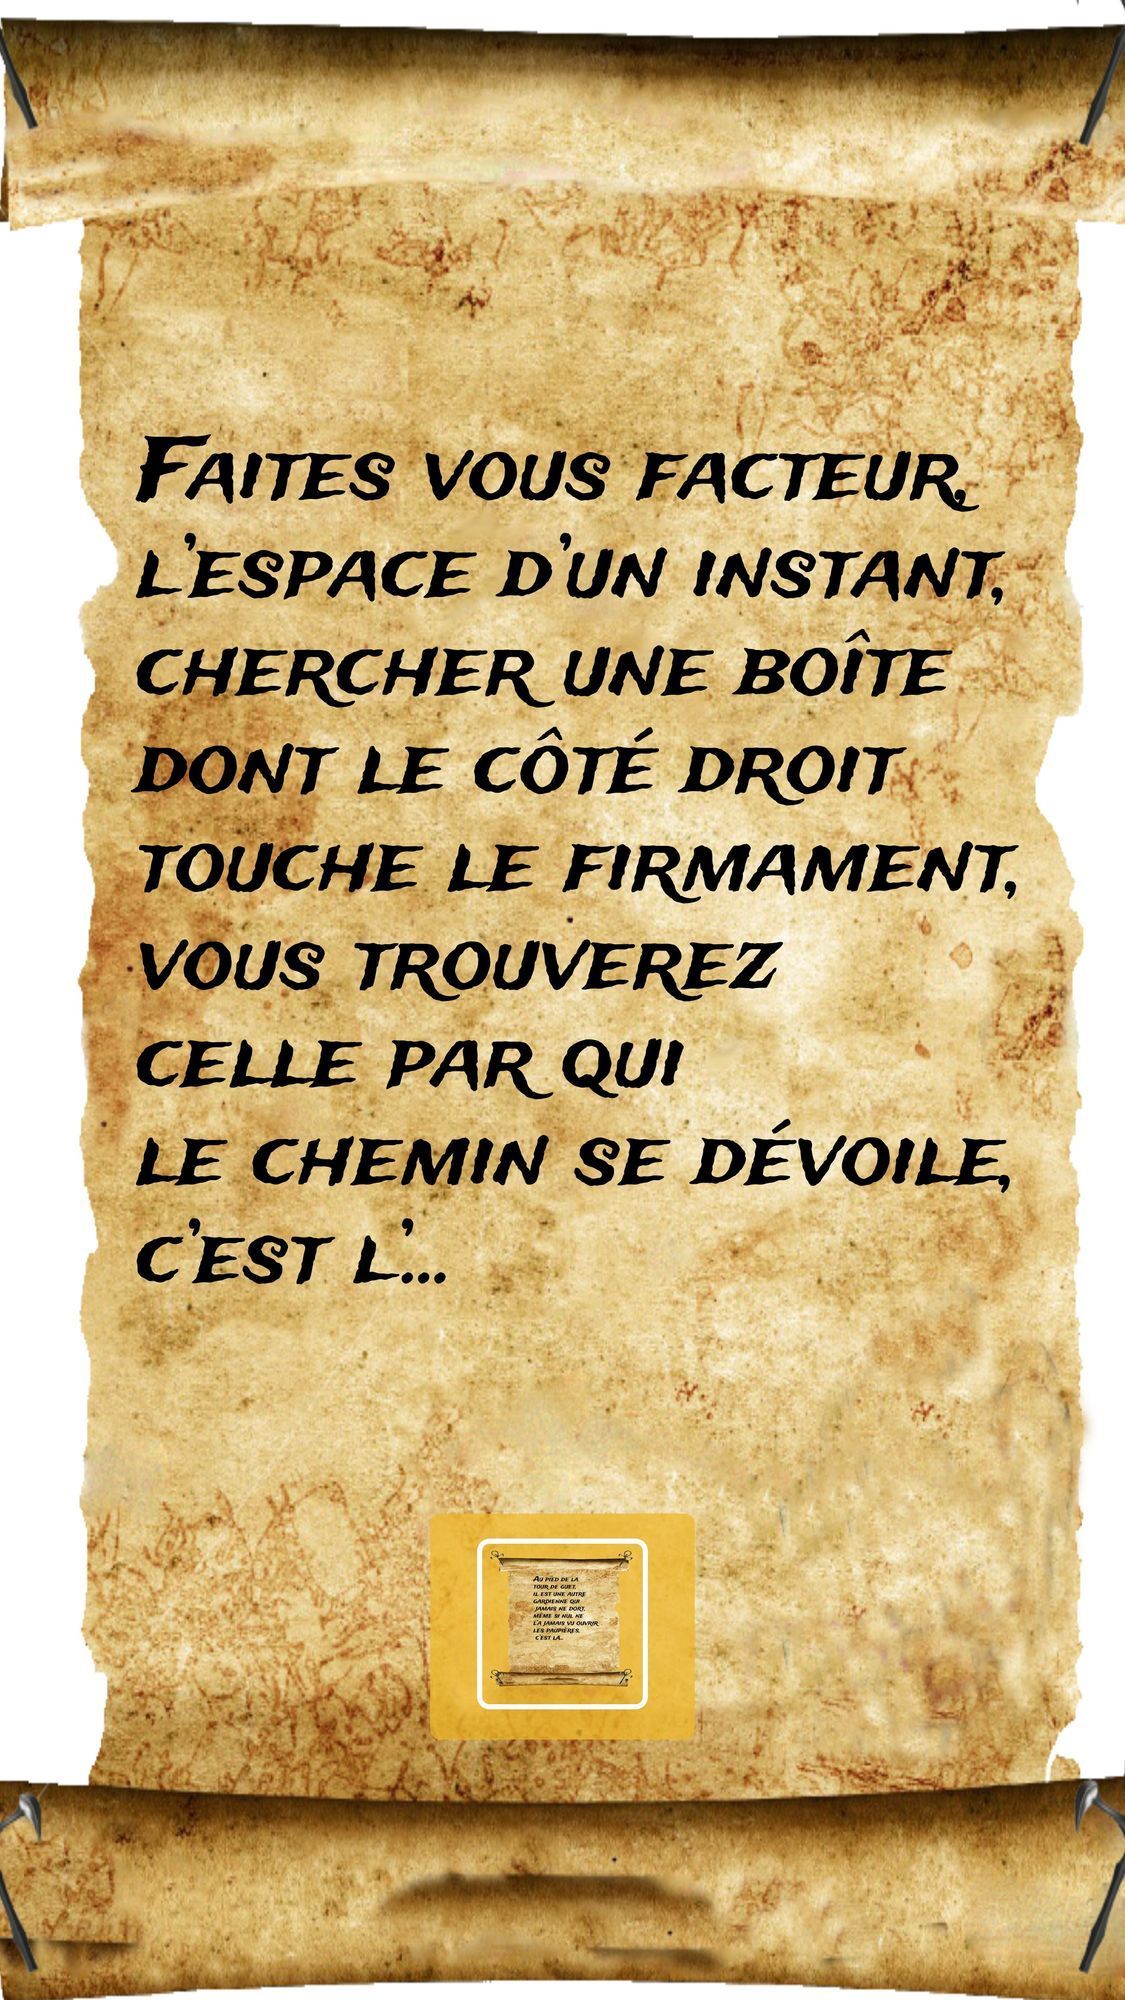 Faites vous facteur,
l'espace d'un instant,
chercher une boîte
dont le côté droit
touche le firmament,
vous trouverez
celle par qui
le chemin se dévoile,
c'est l'...
Au pied de la
tour de guet,
il est une autre
gardienne qui
jamais ne dort,
même si nul ne
l'a jamais vu ouvrir
les paupières,
c'est la...